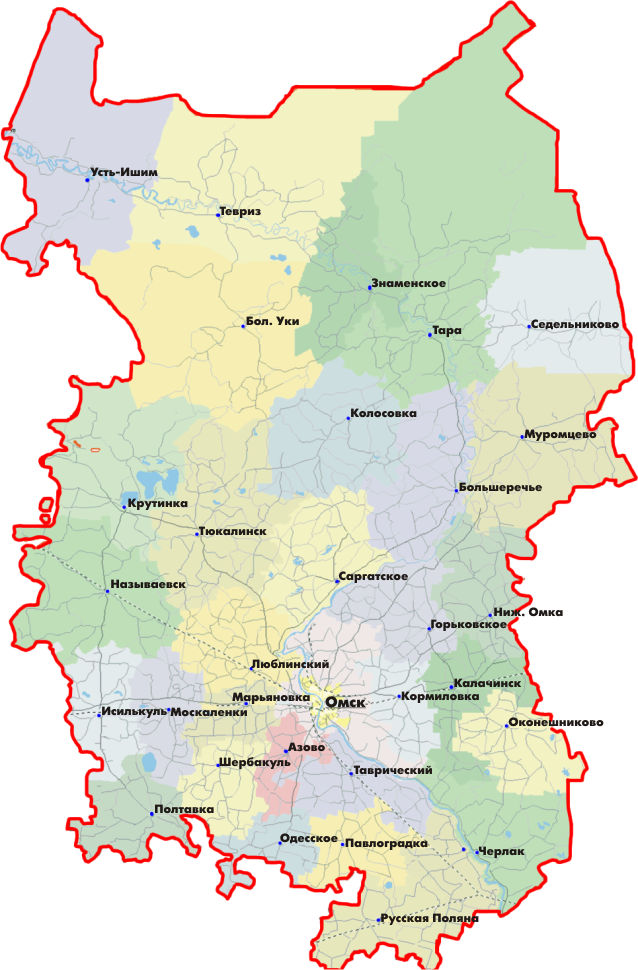 Усть-Ишим
Тевриз
Знаменское
Бол. Уки
Седельниково
Тара
Колосовка
Муромцево
Большеречье
Крутинка
Тюкалинск
Саргатское
Называевск
Ниж. Омка
Горьковское
Люблинский
Калачинск
Марьяновка
Кормиловка
Омск
Исилькуль
Москаленки
Оконешниково
Азово
Шербакуль
Таврический
Полтавка
Одесское
Павлоградка
Черлак
Русская Поляна